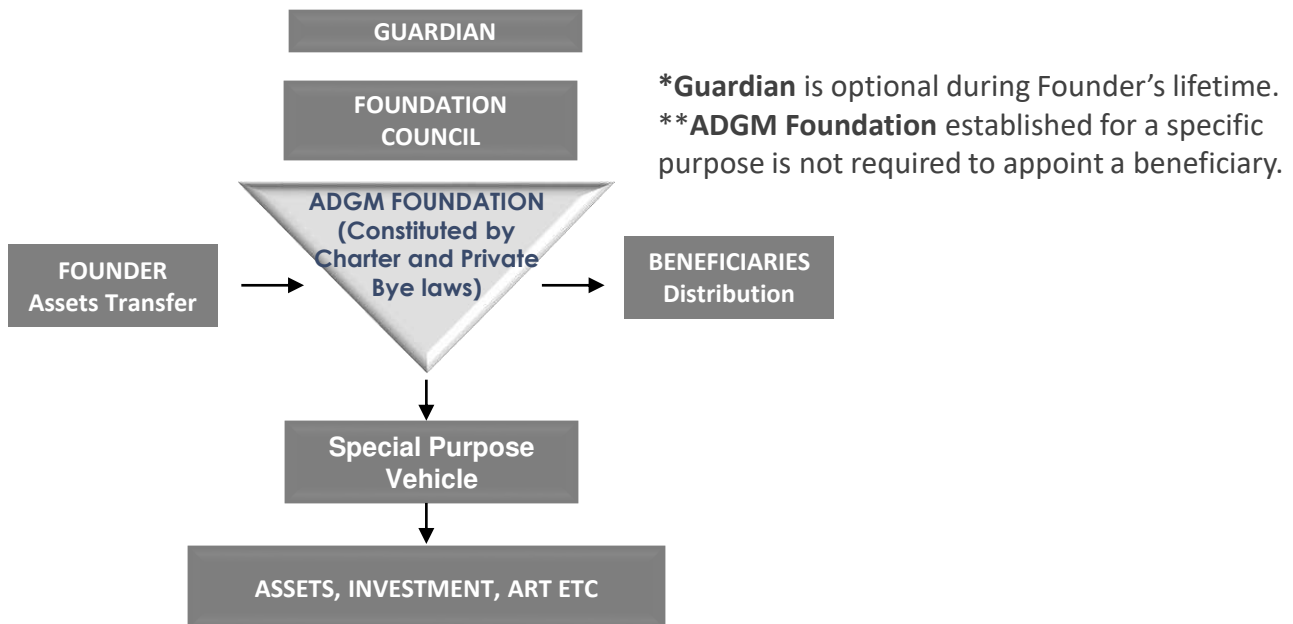 GUARDIAN
FOUNDATION
COUNCIL
*Guardian is optional during Founder’s lifetime.
**ADGM Foundation established for a specific
purpose is not required to appoint a beneficiary.
ADGM FOUNDATION
(Constituted by
Charter and Private
Bye laws)
FOUNDER
Assets Transfer
BENEFICIARIES
Distribution
Special Purpose
Vehicle
ASSETS, INVESTMENT, ART ETC